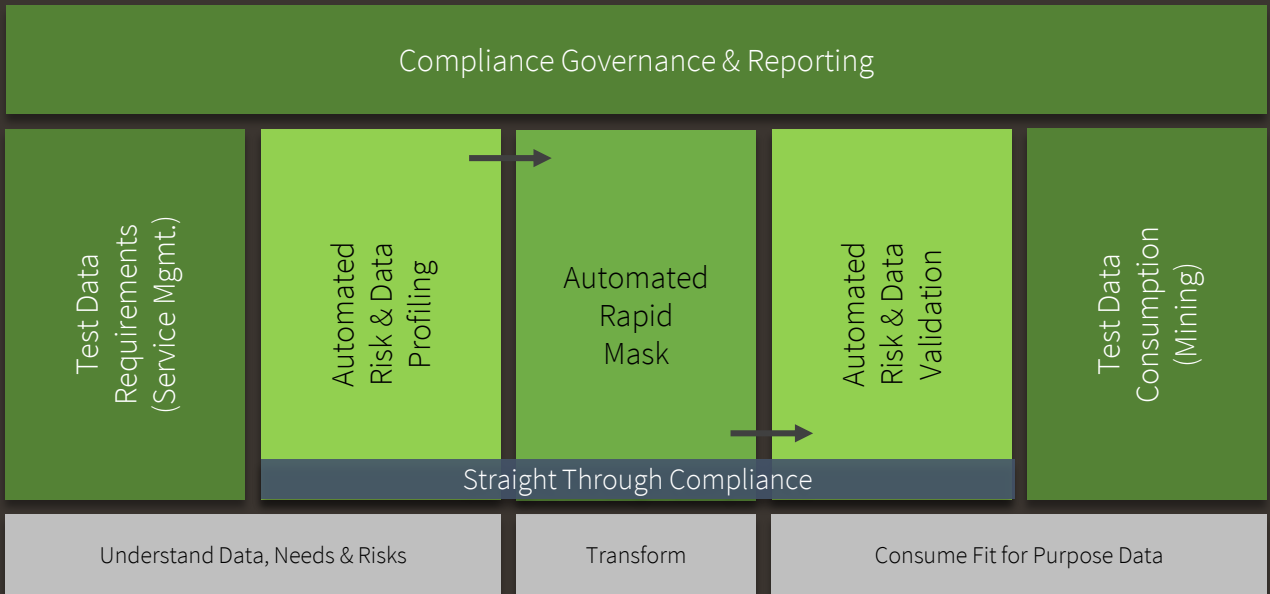 Compliance Governance & Reporting
Test Data
Requirements
(Service Mgmt.)
Automated
Risk & Data
Profiling
Automated
Rapid
Mask
Automated
Risk & Data
Validation
Test Data
Consumption
(Mining)
Straight Through Compliance
Understand Data, Needs & Risks
Transform
Consume Fit for Purpose Data